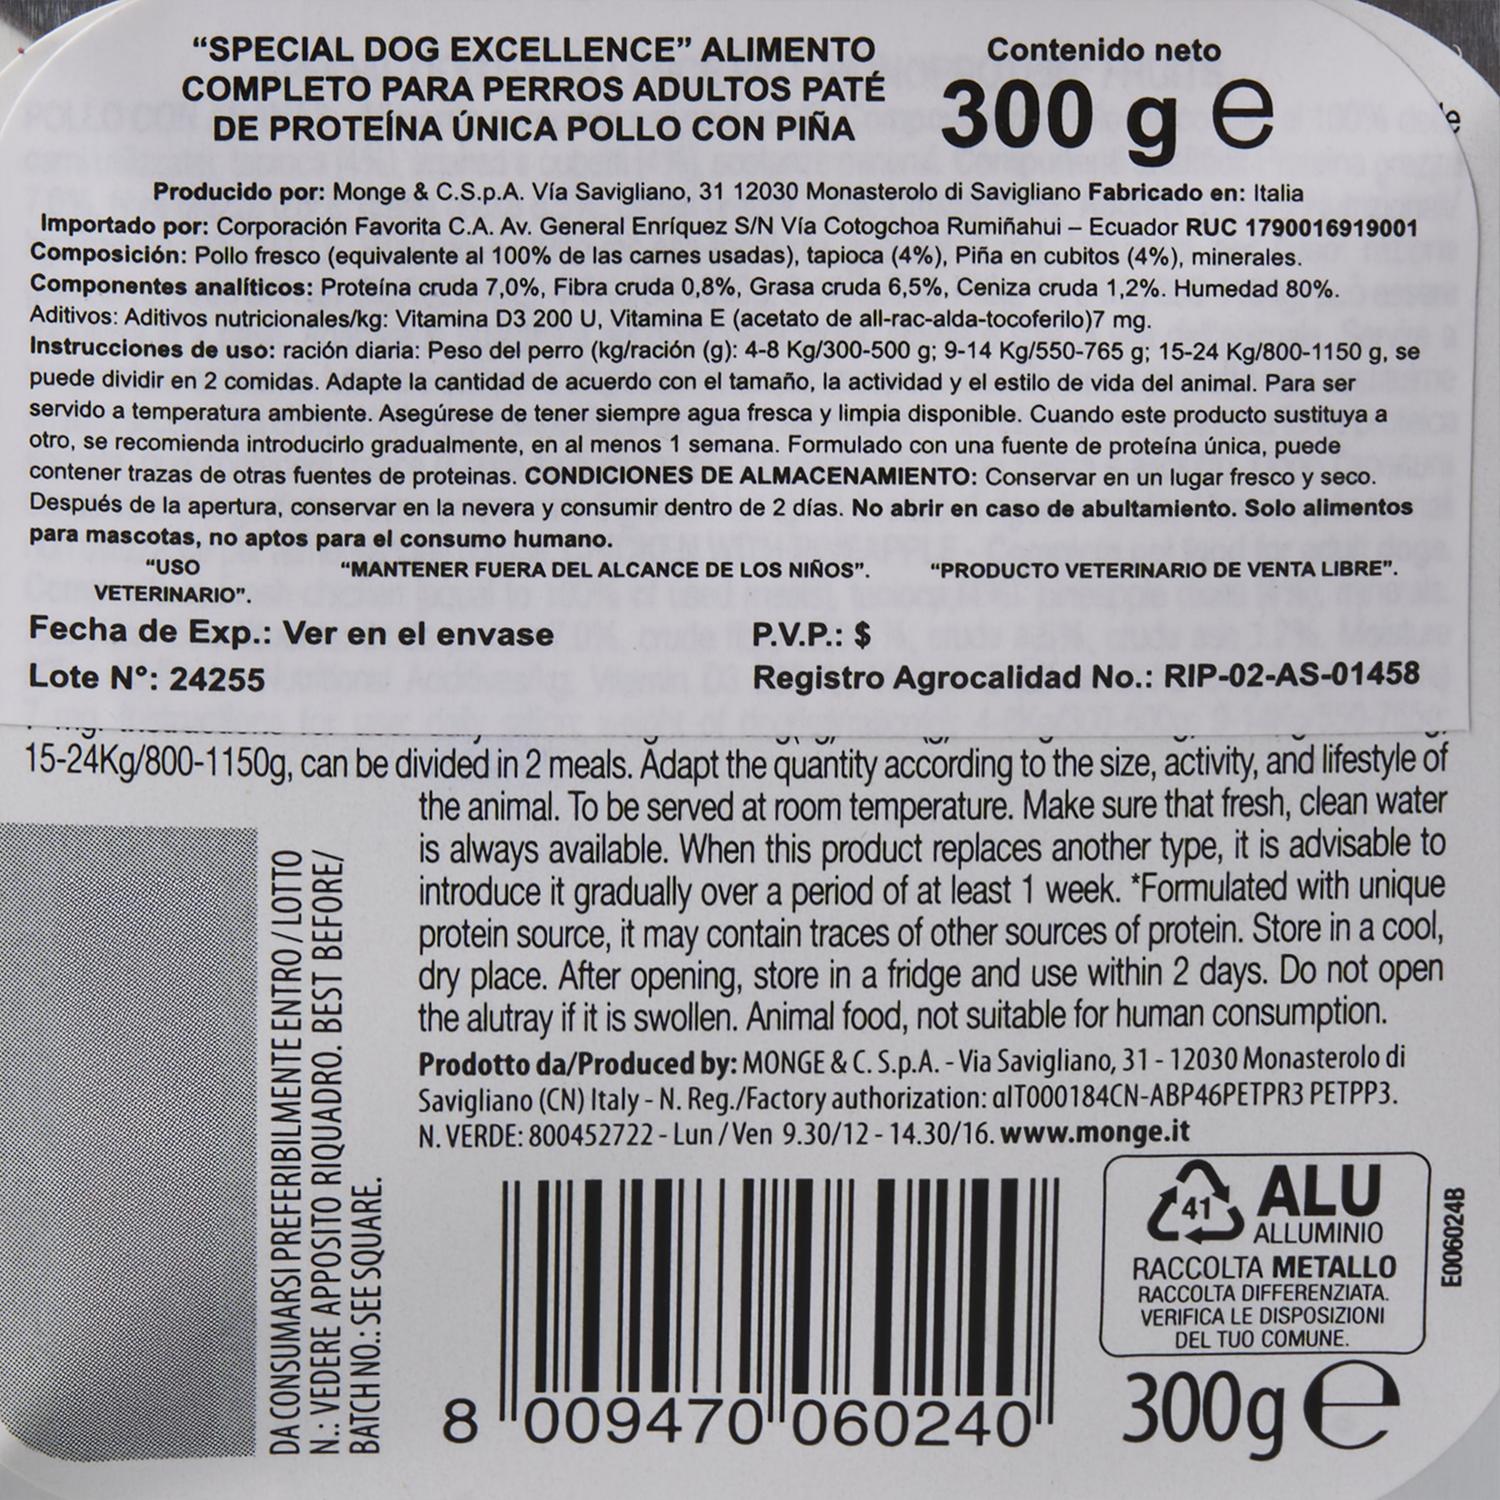 “SPECIAL DOG EXCELLENCE” ALIMENTO
COMPLETO PARA PERROS ADULTOS PATÉ
DE PROTEÍNA ÚNICA POLLO CON PIÑA
Contenido neto
300 g e
Producido por: Monge & C.S.p.A. Vía Savigliano, 31 12030 Monasterolo di Savigliano Fabricado en: Italia
Importado por: Corporación Favorita C.A. Av. General Enríquez S/N Vía Cotogchoa Rumiñahui – Ecuador RUC 1790016919001
Composición: Pollo fresco (equivalente al 100% de las carnes usadas), tapioca (4%), Piña en cubitos (4%), minerales.
Componentes analíticos: Proteína cruda 7,0%, Fibra cruda 0,8%, Grasa cruda 6,5%, Ceniza cruda 1,2%. Humedad 80%.
Aditivos: Aditivos nutricionales/kg: Vitamina D3 200 U, Vitamina E (acetato de all-rac-alda-tocoferilo)7 mg.
Instrucciones de uso: ración diaria: Peso del perro (kg/ración (g): 4-8 Kg/300-500 g; 9-14 Kg/550-765 g; 15-24 Kg/800-1150 g, se
puede dividir en 2 comidas. Adapte la cantidad de acuerdo con el tamaño, la actividad y el estilo de vida del animal. Para ser
servido a temperatura ambiente. Asegúrese de tener siempre agua fresca y limpia disponible. Cuando este producto sustituya a
otro, se recomienda introducirlo gradualmente, en al menos 1 semana. Formulado con una fuente de proteína única, puede
contener trazas de otras fuentes de proteinas. CONDICIONES DE ALMACENAMIENTO: Conservar en un lugar fresco y seco.
Después de la apertura, conservar en la nevera y consumir dentro de 2 días. No abrir en caso de abultamiento. Solo alimentos
para mascotas, no aptos para el consumo humano.
“USO
VETERINARIO”.
“MANTENER FUERA DEL ALCANCE DE LOS NIÑOS”.
“PRODUCTO VETERINARIO DE VENTA LIBRE”.
Fecha de Exp.: Ver en el envase
P.V.P.: $
Lote N°: 24255
Registro Agrocalidad No.: RIP-02-AS-01458
15-24Kg/800-1150g, can be divided in 2 meals. Adapt the quantity according to the size, activity, and lifestyle of
the animal. To be served at room temperature. Make sure that fresh, clean water
is always available. When this product replaces another type, it is advisable to
introduce it gradually over a period of at least 1 week. *Formulated with unique
protein source, it may contain traces of other sources of protein. Store in a cool,
dry place. After opening, store in a fridge and use within 2 days. Do not open
the alutray if it is swollen. Animal food, not suitable for human consumption.
Prodotto da/Produced by: MONGE & C. S.p.A. - Via Savigliano, 31 - 12030 Monasterolo di
Savigliano (CN) Italy - N. Reg./Factory authorization: αIT000184CN-ABP46PETPR3 PETPP3.
N. VERDE: 800452722 - Lun / Ven 9.30/12 - 14.30/16. www.monge.it
DA CONSUMARSI PREFERIBILMENTE ENTRO / LOTTO
N.: VEDERE APPOSITO RIQUADRO. BEST BEFORE/
BATCH NO.: SEE SQUARE.
8 009470 060240
41
ALU
ALLUMINIO
RACCOLTA METALLO
RACCOLTA DIFFERENZIATA.
VERIFICA LE DISPOSIZIONI
DEL TUO COMUNE.
E006024B
300g e